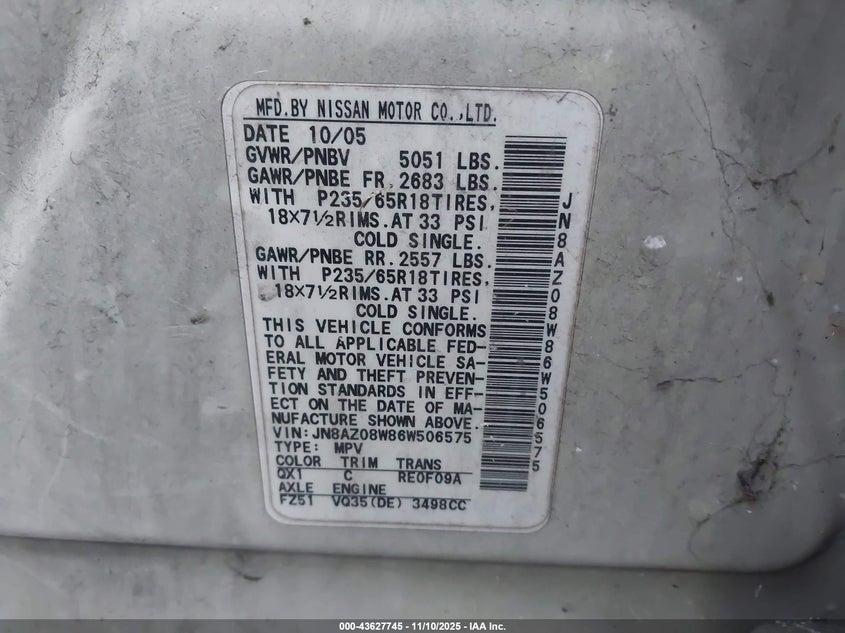 MFD.BY NISSAN MOTOR CO.,LTD.
DATE 10/05
GVWR/PNBV 5051 LBS.
GAWR/PNBE FR. 2683 LBS.
WITH P235/65R18TIRES,
18X7½RIMS.AT 33 PSI
COLD SINGLE.
GAWR/PNBE RR. 2557 LBS.
WITH P235/65R18TIRES,
18X7½RIMS.AT 33 PSI
COLD SINGLE.
THIS VEHICLE CONFORMS
TO ALL APPLICABLE FED-
ERAL MOTOR VEHICLE SA-
FETY AND THEFT PREVEN-
TION STANDARDS IN EFF-
ECT ON THE DATE OF MA-
NUFACTURE SHOWN ABOVE.
VIN:JN8AZ08W86W506575
TYPE: MPV
COLOR TRIM TRANS
QX1 C RE0F09A
AXLE ENGINE
FZ51 VQ35(DE) 3498CC
JN8AZ08W86W506575
000-43627745 - 11/10/2025 - IAA Inc.